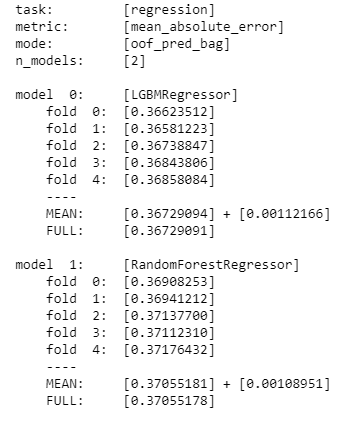 task: [regression]
metric: [mean_absolute_error]
mode: [oof_pred_bag]
n_models: [2]
model 0: [LGBMRegressor]
fold 0: [0.36623512]
fold 1: [0.36581223]
fold 2: [0.36738847]
fold 3: [0.36843806]
fold 4: [0.36858084]
----
MEAN: [0.36729094] + [0.00112166]
FULL: [0.36729091]
model 1: [RandomForestRegressor]
fold 0: [0.36908253]
fold 1: [0.36941212]
fold 2: [0.37137700]
fold 3: [0.37112310]
fold 4: [0.37176432]
----
MEAN: [0.37055181] + [0.00108951]
FULL: [0.37055178]